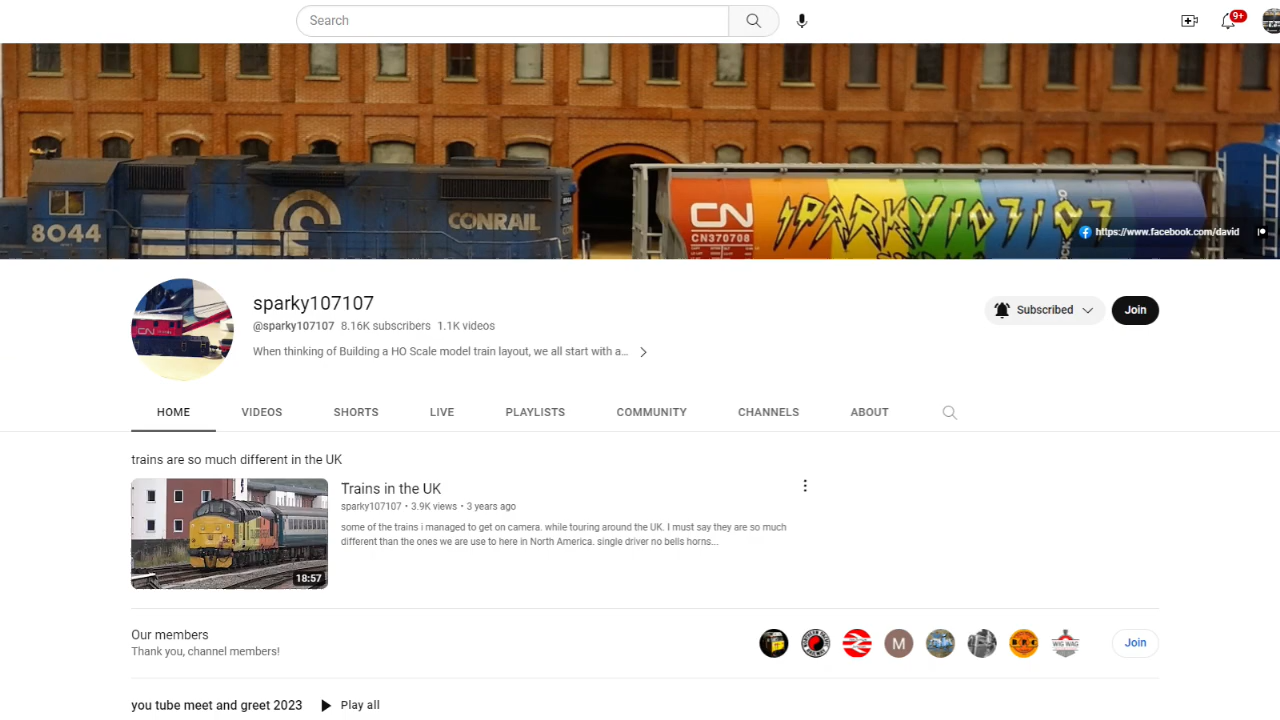 Search
9+
8044
CONRAIL
8044
CN
CN370708
SPARKY107107
https://www.facebook.com/david
sparky107107
@sparky107107 8.16K subscribers 1.1K videos
When thinking of Building a HO Scale model train layout, we all start with a...
Subscribed
Join
HOME
VIDEOS
SHORTS
LIVE
PLAYLISTS
COMMUNITY
CHANNELS
ABOUT
CN
trains are so much different in the UK
18:57
Trains in the UK
sparky107107 • 3.9K views • 3 years ago
some of the trains i managed to get on camera. while touring around the UK. I must say they are so much
different than the ones we are use to here in North America. single driver no bells horns...
Our members
Thank you, channel members!
M
WIG WAG
Join
you tube meet and greet 2023
Play all